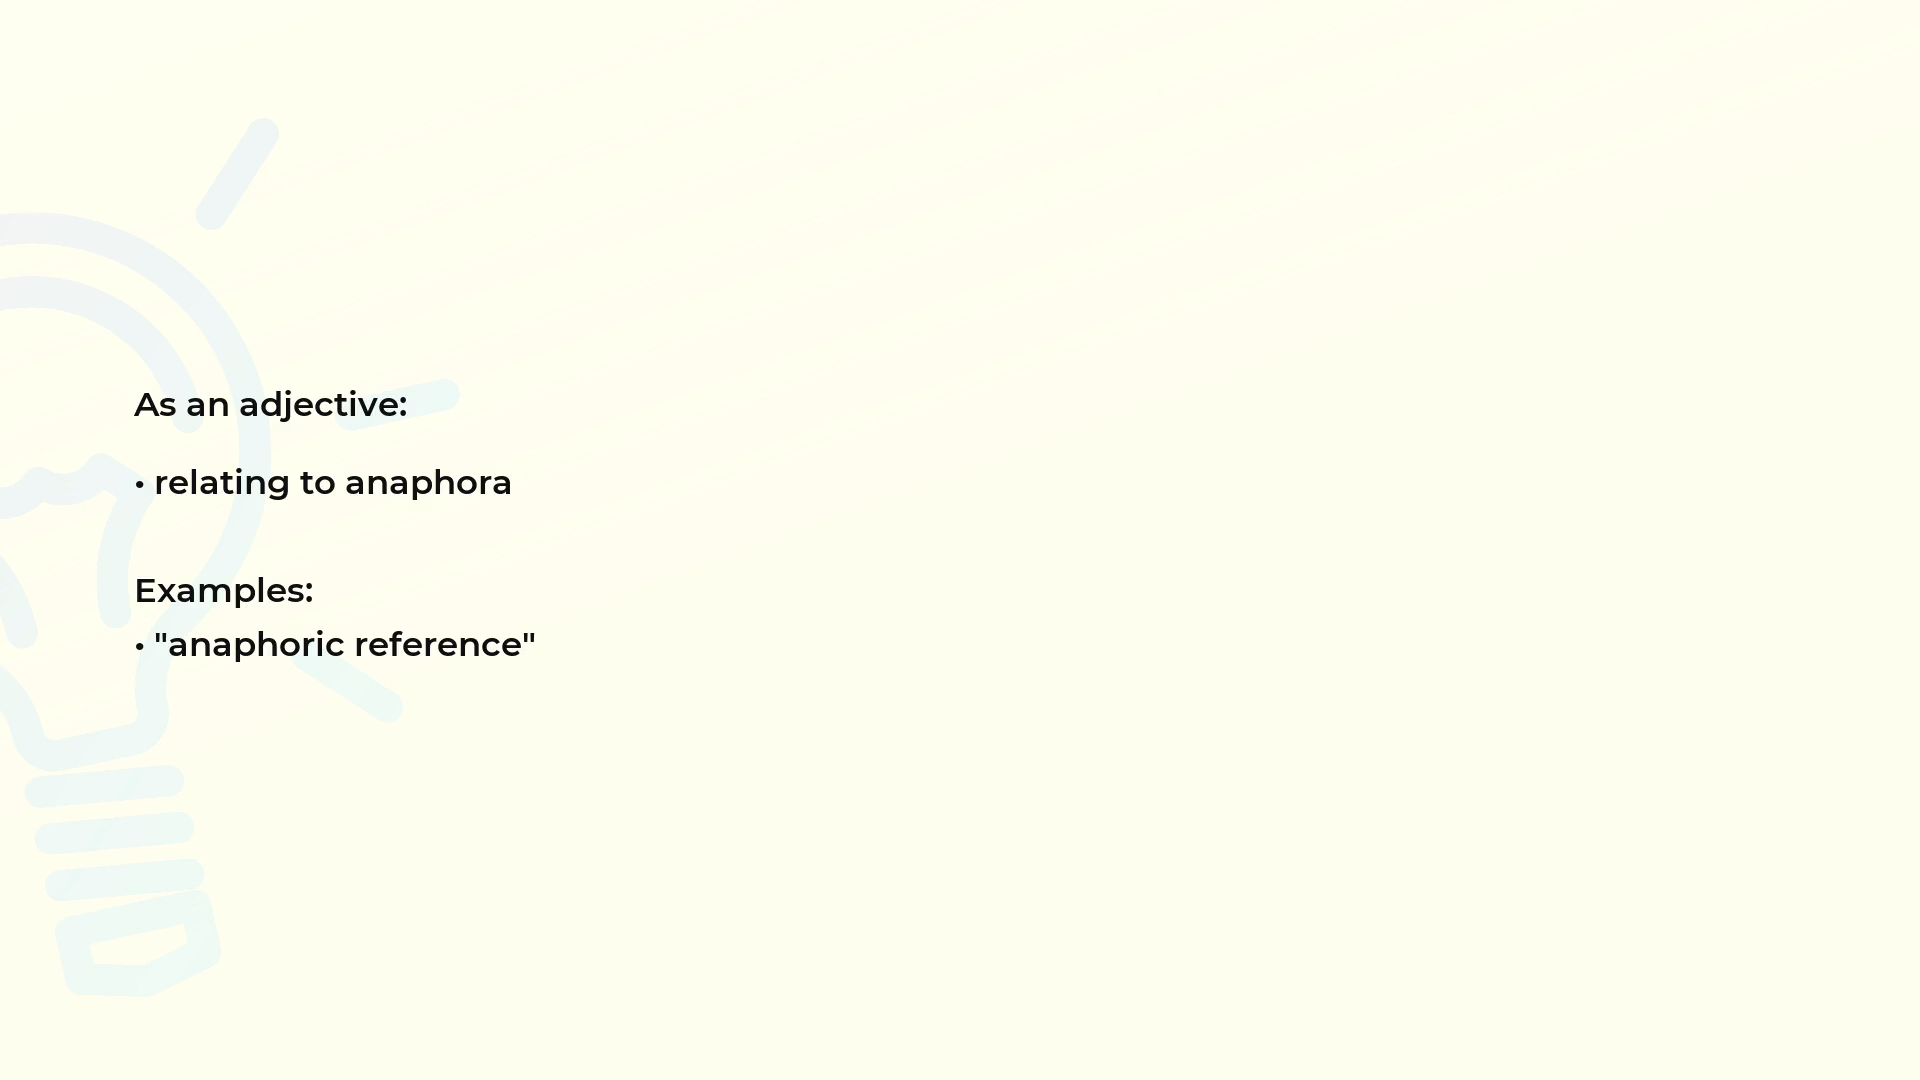 As an adjective:
• relating to anaphora
Examples:
• "anaphoric reference"